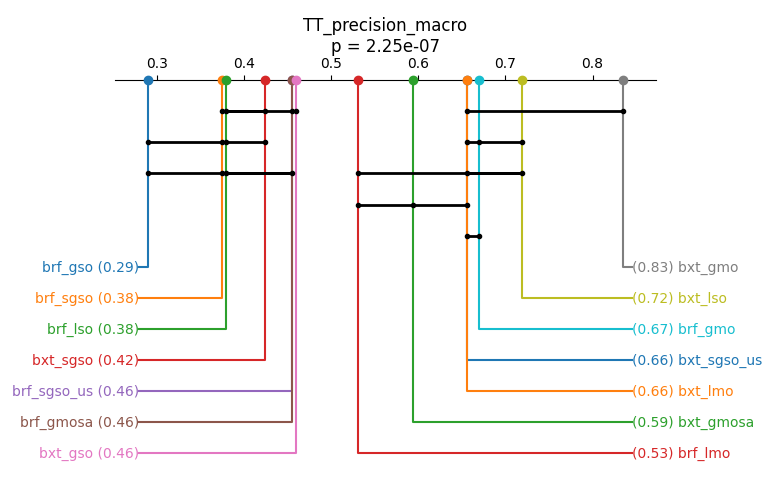 TT_precision_macro
p = 2.25e-07
0.3 0.4 0.5 0.6 0.7 0.8
brf_gso (0.29) (0.83) bxt_gmo
brf_sgso (0.38) (0.72) bxt_lso
brf_lso (0.38) (0.67) brf_gmo
bxt_sgso (0.42) (0.66) bxt_sgso_us
brf_sgso_us (0.46) (0.66) bxt_lmo
brf_gmosa (0.46) (0.59) bxt_gmosa
bxt_gso (0.46) (0.53) brf_lmo